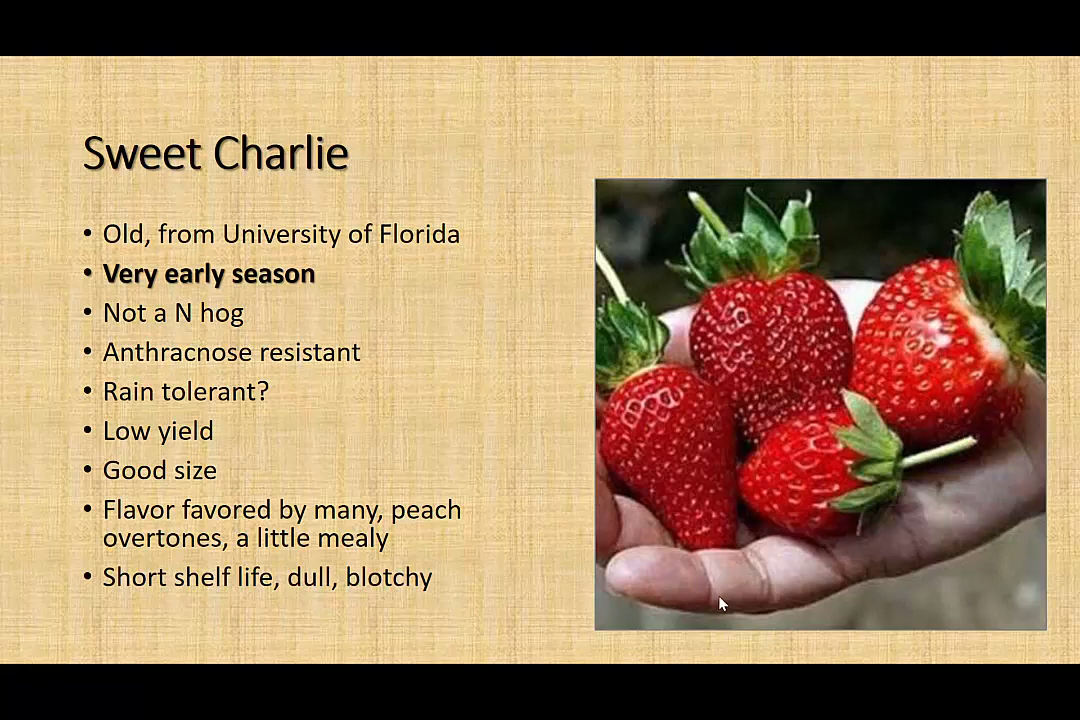 Sweet Charlie
• Old, from University of Florida
• Very early season
• Not a N hog
• Anthracnose resistant
• Rain tolerant?
• Low yield
• Good size
• Flavor favored by many, peach
overtones, a little mealy
• Short shelf life, dull, blotchy